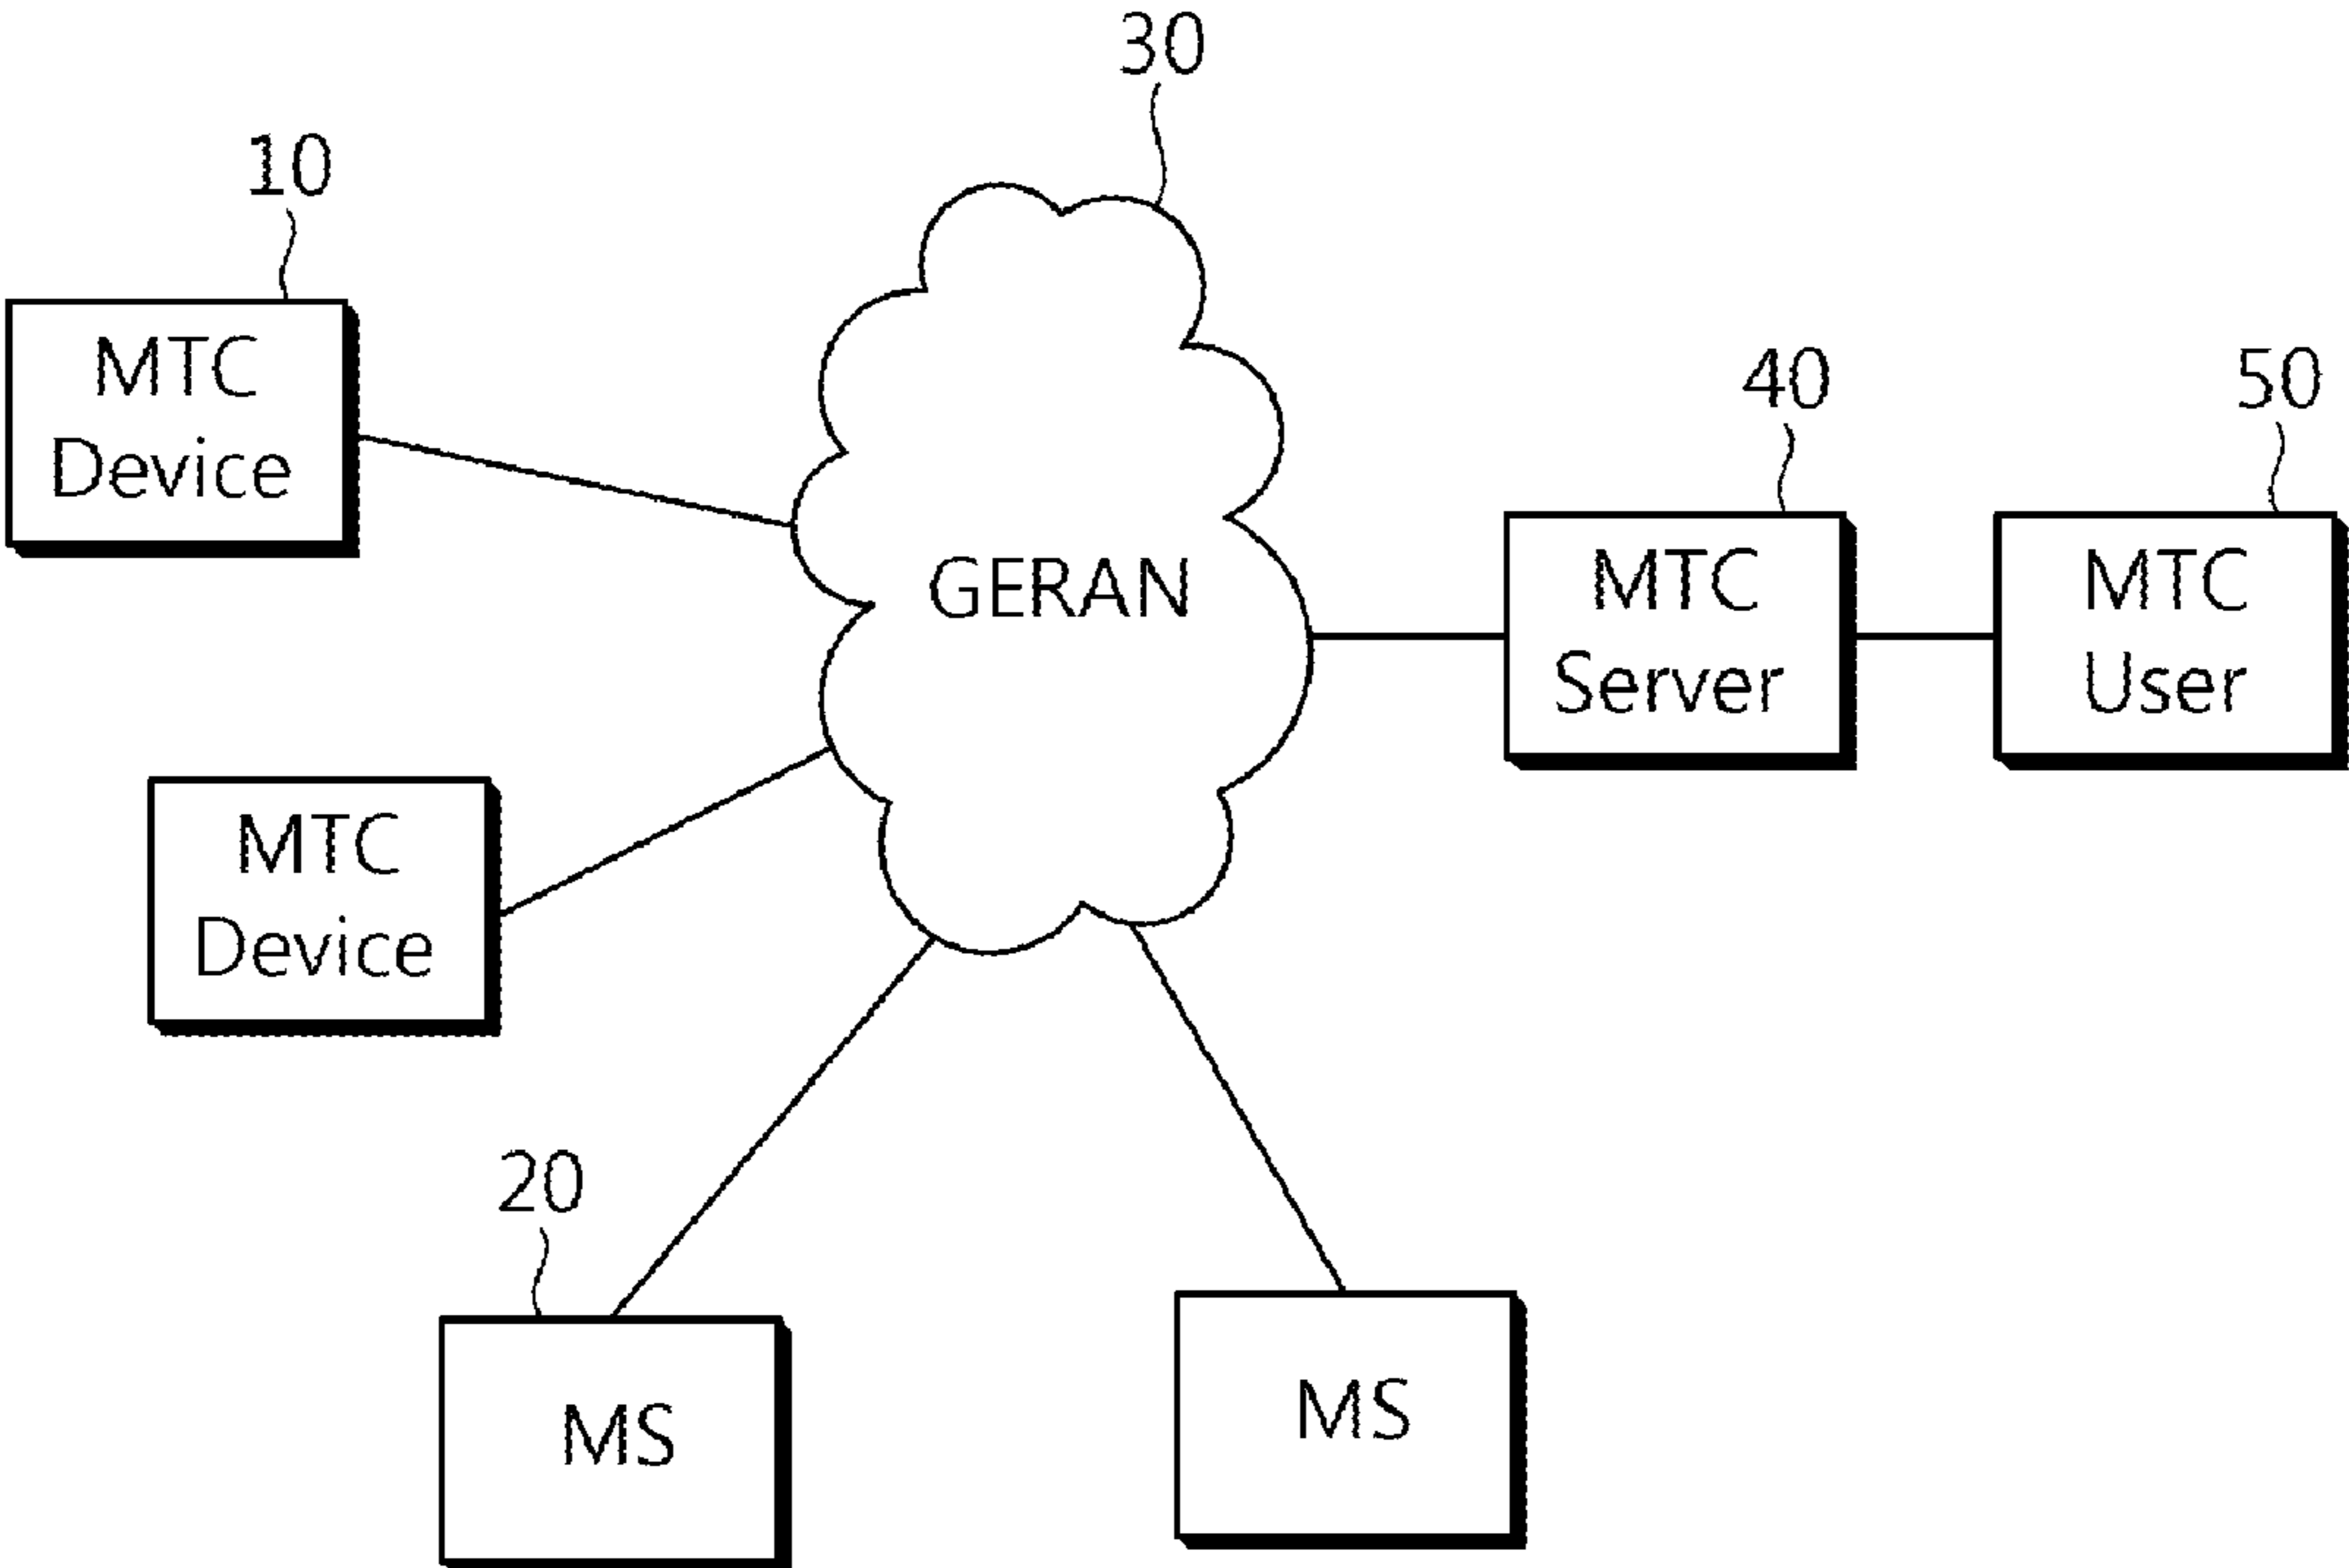 30
10
MTC
Device
40
50
GERAN
MTC
Server
MTC
User
MTC
Device
20
MS
MS